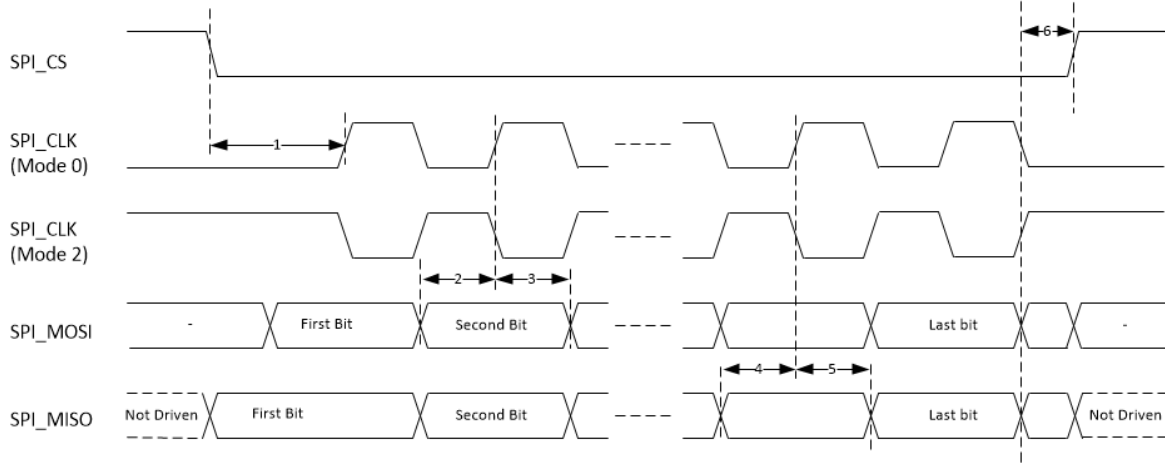 6
SPI_CS
1
SPI_CLK
(Mode 0)
SPI_CLK
(Mode 2)
2 3
SPI_MOSI - First Bit Second Bit Last bit -
4 5
SPI_MISO Not Driven First Bit Second Bit Last bit Not Driven